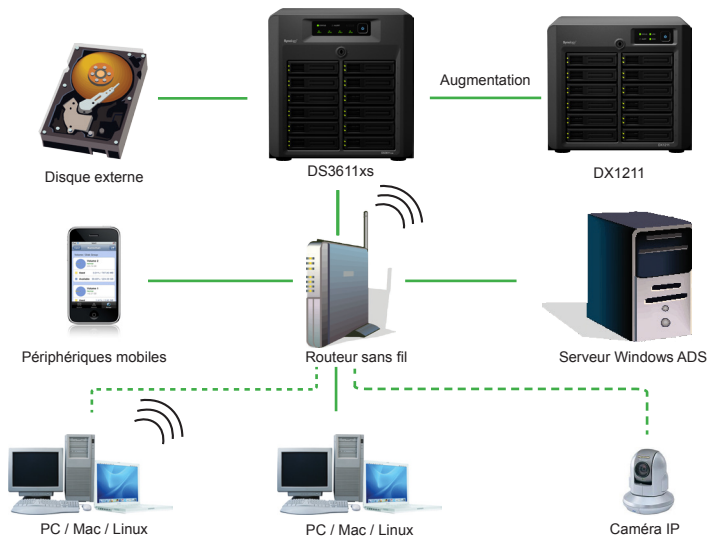 Augmentation
Disque externe
DS3611xs
DX1211
Périphériques mobiles
Routeur sans fil
Serveur Windows ADS
PC / Mac / Linux
PC / Mac / Linux
Caméra IP